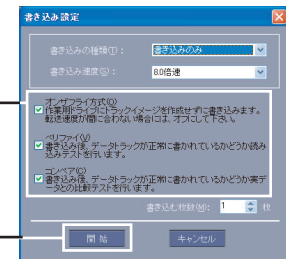 書き込み設定
書き込みの種類(T)： 書き込みのみ
書き込み速度(S)： 8.0倍速
オンザフライ方式(O)
作業用ドライブにトラックイメージを作成せずに書き込みます。
転送速度が間に合わない場合には、オフにして下さい。
ベリファイ(V)
書き込み後、データトラックが正常に書かれているかどうか読み
込みテストを行います。
コンペア(C)
書き込み後、データトラックが正常に書かれているかどうか実デ
ータとの比較テストを行います。
書き込む枚数(M)： 1 枚
開始 キャンセル